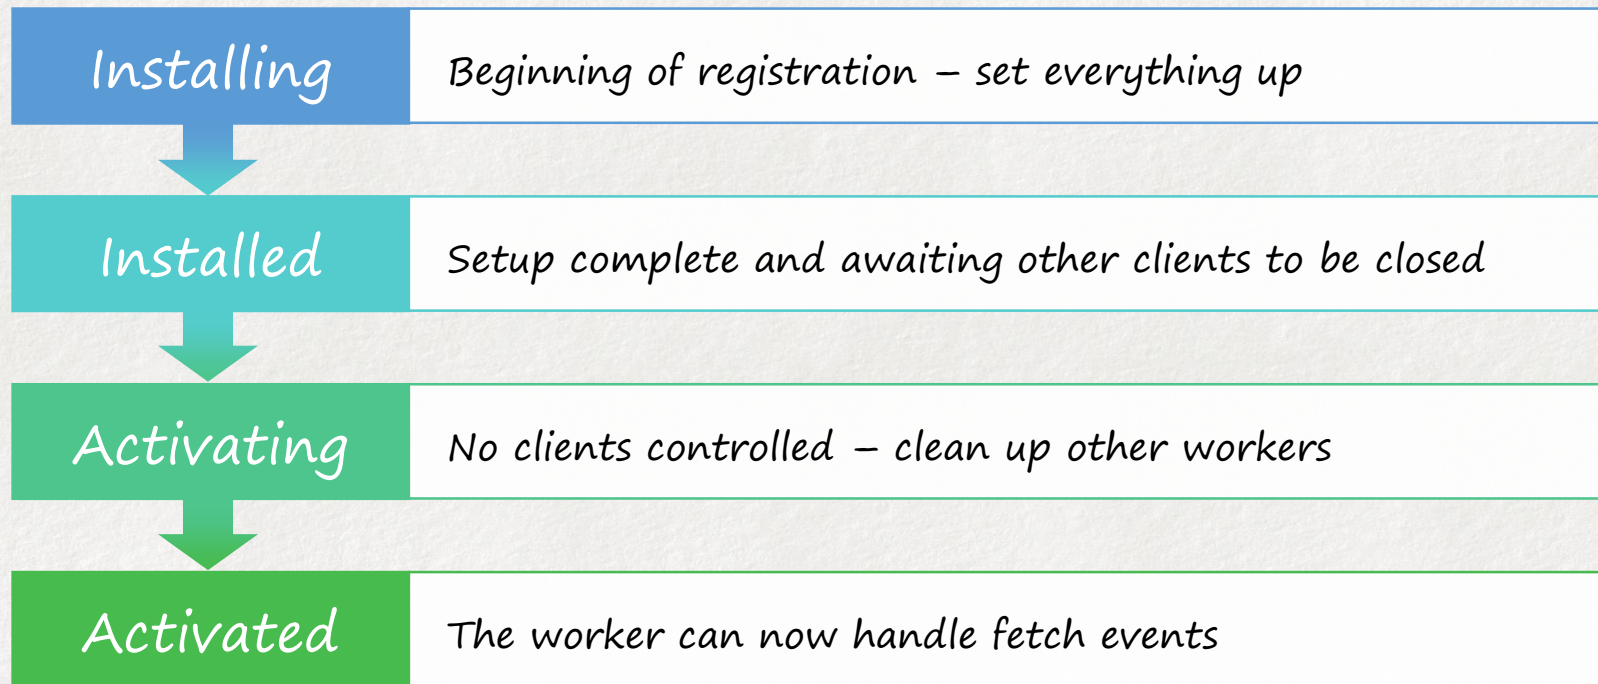 Installing
Beginning of registration – set everything up
Installed
Setup complete and awaiting other clients to be closed
Activating
No clients controlled – clean up other workers
Activated
The worker can now handle fetch events